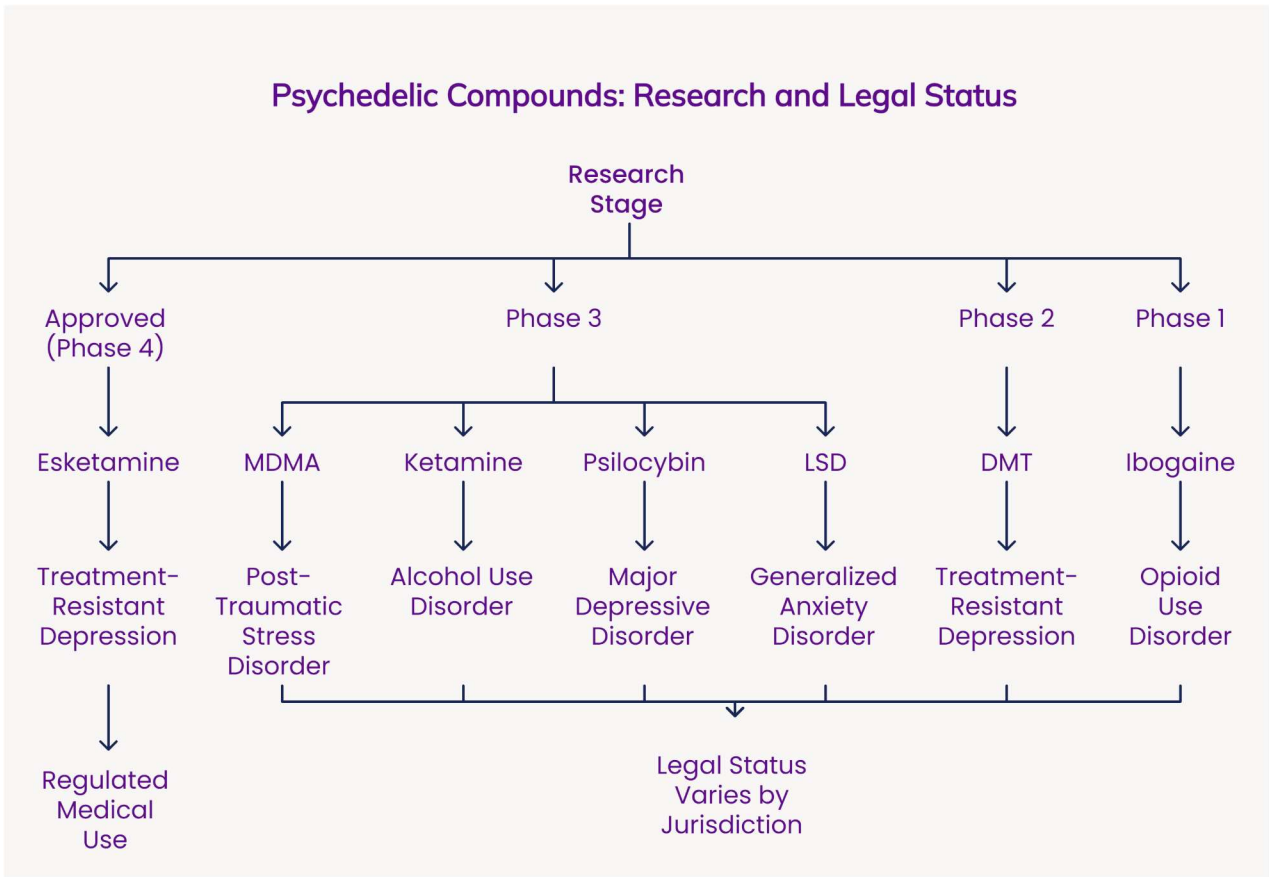 Psychedelic Compounds: Research and Legal Status
Research
Stage
Approved
(Phase 4)
Phase 3
Phase 2
Phase 1
Esketamine
MDMA
Ketamine
Psilocybin
LSD
DMT
Ibogaine
Treatment-
Resistant
Depression
Post-
Traumatic
Stress
Disorder
Alcohol Use
Disorder
Major
Depressive
Disorder
Generalized
Anxiety
Disorder
Treatment-
Resistant
Depression
Opioid
Use
Disorder
Regulated
Medical
Use
Legal Status
Varies by
Jurisdiction